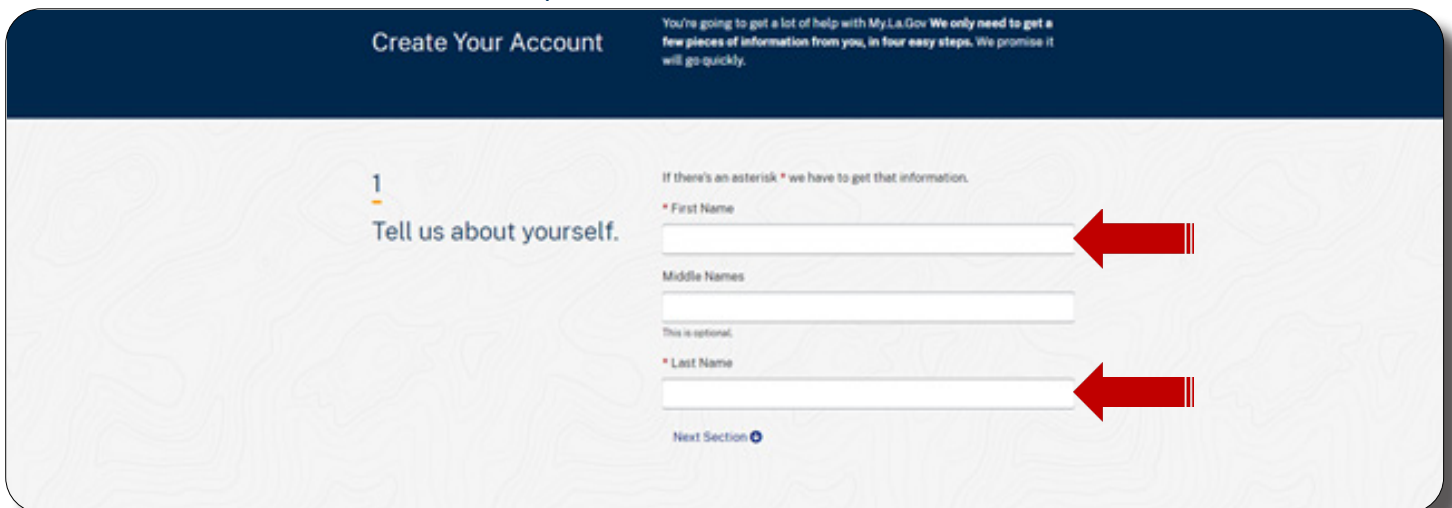 Create Your Account
You're going to get a lot of help with My.La.Gov We only need to get a
few pieces of information from you, in four easy steps. We promise it
will go quickly.
1
Tell us about yourself.
If there's an asterisk * we have to get that information.
* First Name
Middle Names
This is optional.
* Last Name
Next Section